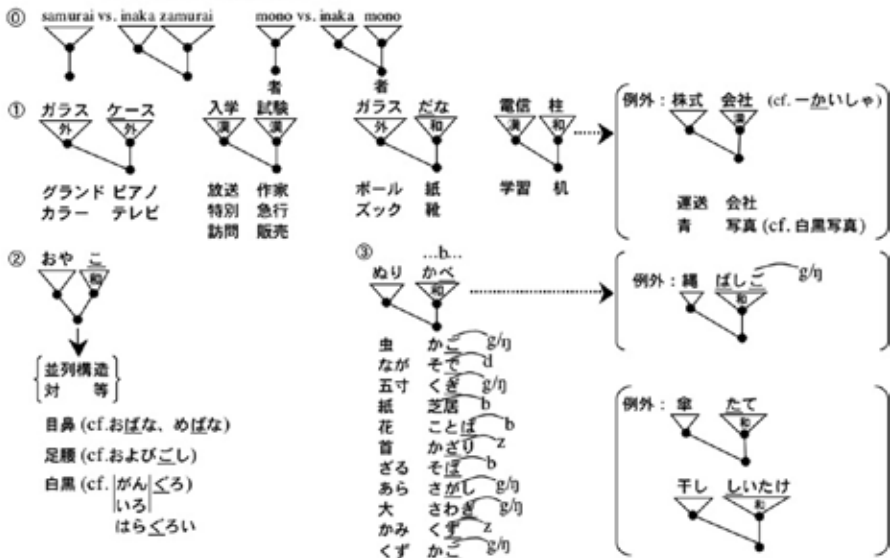 ⓪ samurai vs. inaka zamurai mono vs. inaka mono
者 者
① ガラス ケース 入学 試験 ガラス だな 電信 柱 例外：株式 会社 (cf. ーかいしゃ)
外 外 漢 漢 外 和 漢 和 漢
グランド ピアノ 放送 作家 ボール 紙 学習 机
カラー テレビ 特別 急行 ズック 靴 運送 会社
訪問 販売 青 写真 (cf. 白黒写真)
② おや こ
和
並列構造
対 等
目鼻 (cf. おばな、めばな)
足腰 (cf. およびごし)
白黒 (cf. がん ぐろ)
いろ
はらぐろい
③ …b…
ぬり かべ
和
虫 かご g/ŋ
なが そで d
五寸 くぎ g/ŋ
紙 芝居 b
花 ことば b
首 かざり z
ざる そば b
あら さがし g/ŋ
大 さわぎ g/ŋ
かみ くず z
くず かご g/ŋ
例外：縄 ばしご g/ŋ
和
例外：傘 たて
和
干し しいたけ
和